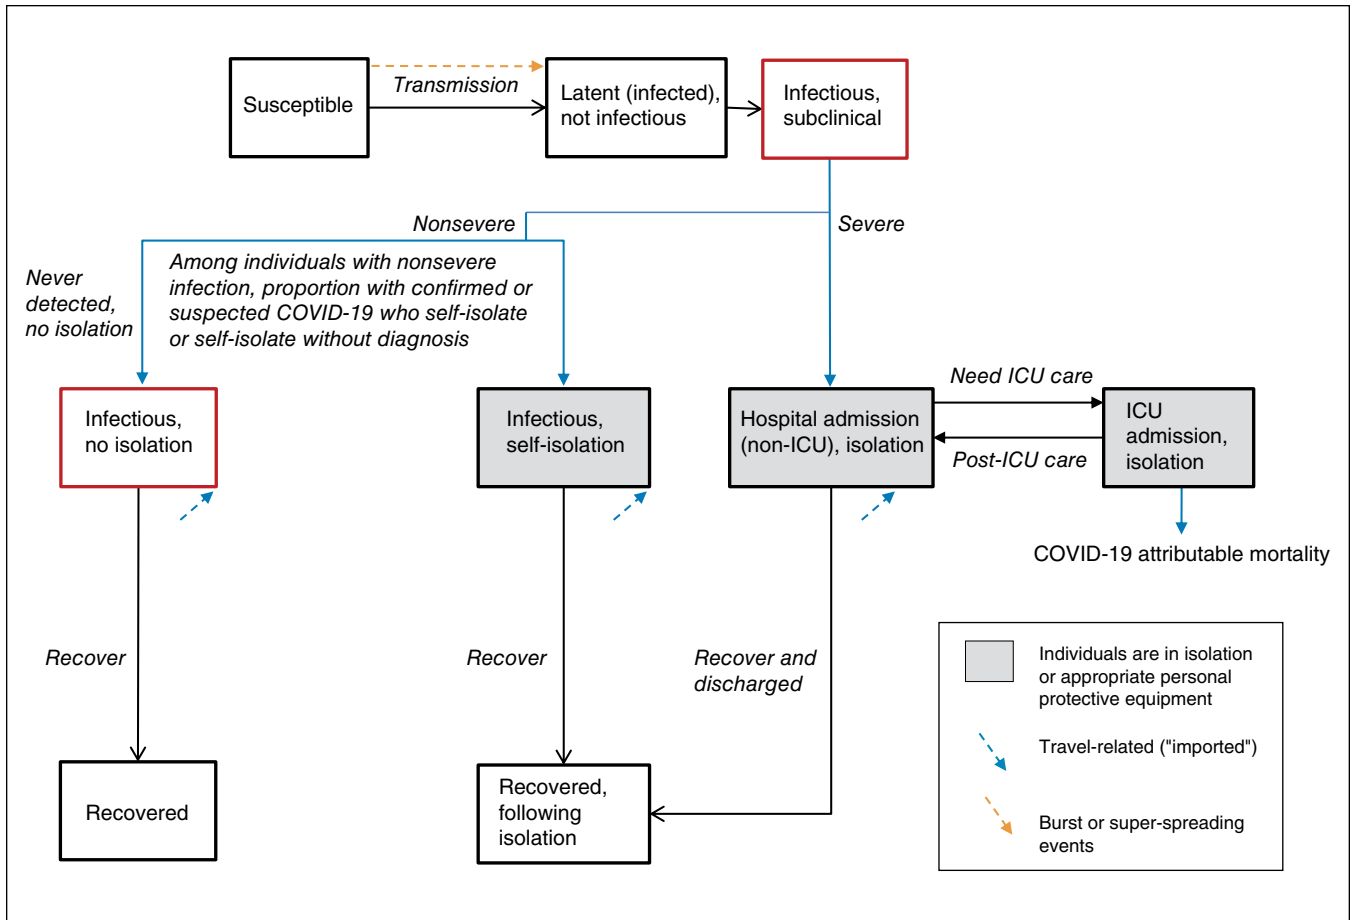 Susceptible
Transmission
Latent (infected),
not infectious
Infectious,
subclinical
Nonsevere
Severe
Never
detected,
no isolation
Among individuals with nonsevere
infection, proportion with confirmed or
suspected COVID-19 who self-isolate
or self-isolate without diagnosis
Infectious,
no isolation
Infectious,
self-isolation
Hospital admission
(non-ICU), isolation
Need ICU care
Post-ICU care
ICU
admission,
isolation
COVID-19 attributable mortality
Recover
Recover
Recover and
discharged
Recovered
Recovered,
following
isolation
Individuals are in isolation
or appropriate personal
protective equipment
Travel-related ("imported")
Burst or super-spreading
events